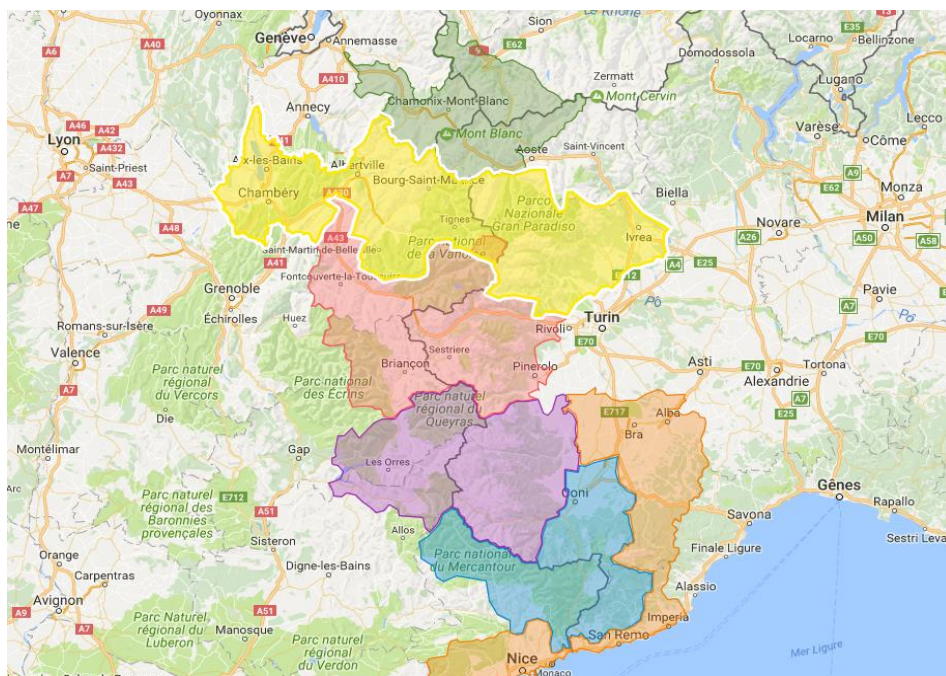 Oyonnax
A6
A40
Genève
Annemasse
Sion
Le Rhône
E62
9
13
E35
Locarno
Bellinzone
Domodossola
A410
Zermatt
Lugano
Annecy
Chamonix-Mont-Blanc
Mont Cervin
Lecco
A46
A42
A432
41
Mont Blanc
Varèse
Côme
Lyon
Saint-Priest
A7
A43
Aoste
Saint-Vincent
E62
A9
Monza
Bourg-Saint-Maurice
Biella
Chambéry
Parco
Nazionale
Gran Paradiso
Novare
Milan
A47
A48
Tignes
Ivrea
A26
A50
A58
A43
Saint-Martin-de-Belleville
Parc national
de la Vanoise
A4
E25
A41
Grenoble
Fontcouverte-la-Toussuire
Pavie
A49
Échirolles
Huez
Pô
Turin
Rivoli
A7
Pô
Romans-sur-Isère
E70
Valence
Briançon
Sestriere
Pinerolo
Asti
E70
Tortona
Parc naturel
régional
du Vercors
Parc national
des Ecrins
Alexandrie
A7
A7
E25
Die
Parc naturel
régional du
Queyras
E717
Alba
Montélimar
Gap
Bra
Les Orres
Gênes
Arc
Parc naturel
régional des
Baronnies
provençales
E712
Coni
Rapallo
A51
Allos
Savona
Sestri Leva
Sisteron
Parc national
du Mercantour
Finale Ligure
Orange
Digne-les-Bains
Carpentras
Alassio
A9
Avignon
A51
Imperia
A7
Parc Naturel
régional du
Luberon
Manosque
Parc naturel
régional du
Verdon
San Remo
Nice
Monaco
Mer Ligure